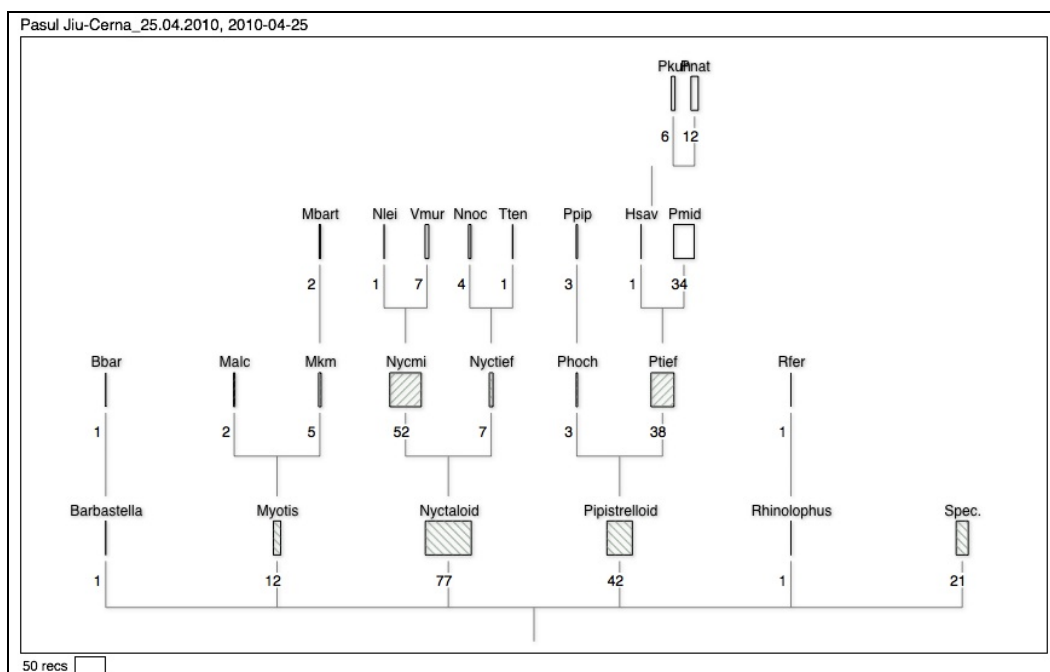 Pasul Jiu-Cerna_25.04.2010, 2010-04-25
Pkuh Pnat
6 12
Mbart Nlei Vmur Nnoc Tten Ppip Hsav Pmid
2 1 7 4 1 3 1 34
Bbar Malc Mkm Nycmi Nyctief Phoch Ptief Rfer
1 2 5 52 7 3 38 1
Barbastella Myotis Nyctaloid Pipistrelloid Rhinolophus Spec.
1 12 77 42 1 21
50 recs